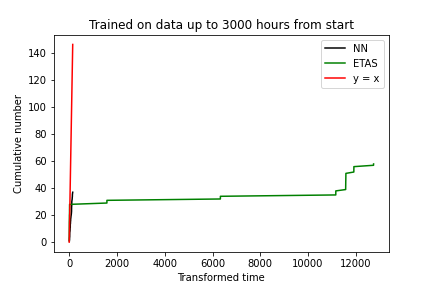 Trained on data up to 3000 hours from start
NN
ETAS
y = x
Cumulative number
140
120
100
80
60
40
20
0
0
2000
4000
6000
8000
10000
12000
Transformed time